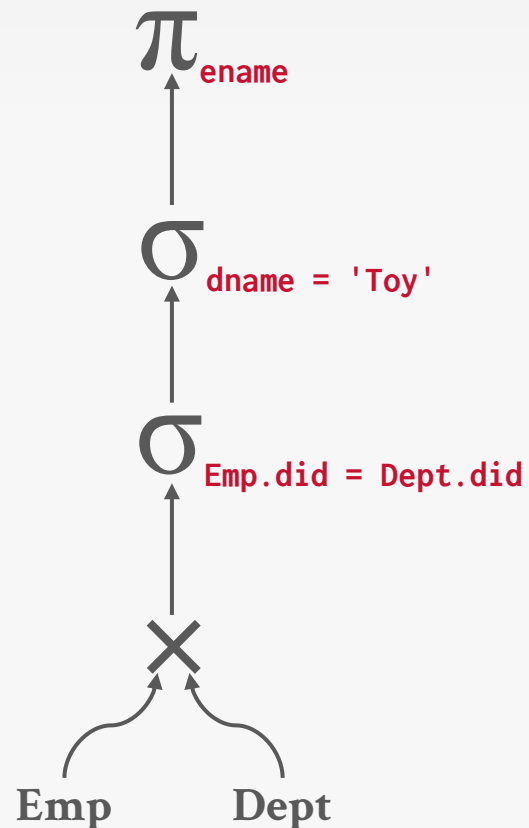 π ename
σ dname = 'Toy'
σ Emp.did = Dept.did
×
Emp Dept